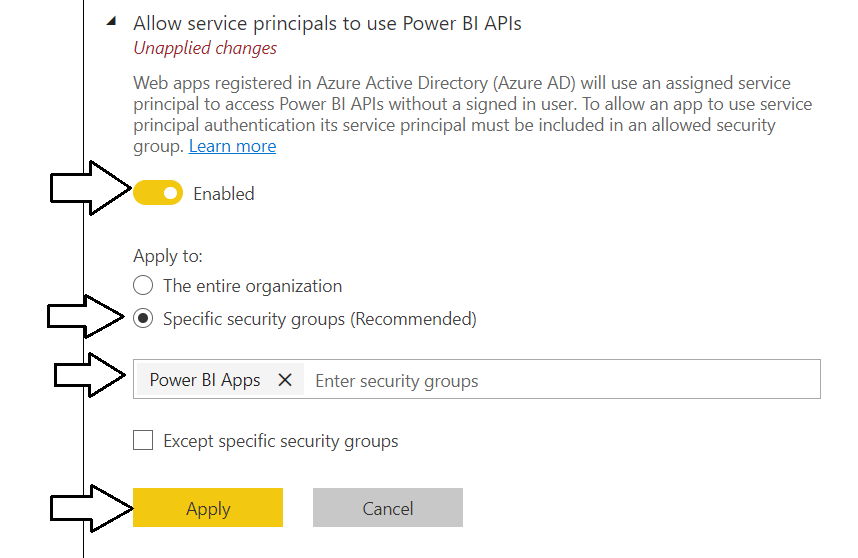 Allow service principals to use Power BI APIs
Unapplied changes
Web apps registered in Azure Active Directory (Azure AD) will use an assigned service
principal to access Power BI APIs without a signed in user. To allow an app to use service
principal authentication its service principal must be included in an allowed security
group. Learn more
Enabled
Apply to:
The entire organization
Specific security groups (Recommended)
Power BI Apps Enter security groups
Except specific security groups
Apply Cancel